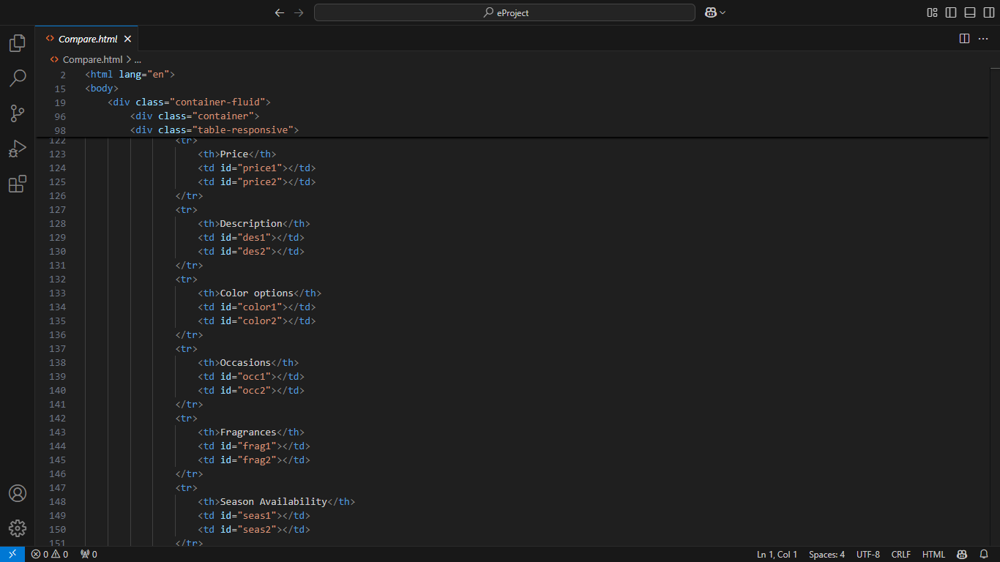 eProject
Compare.html
Compare.html > ...
2 <html lang="en">
15 <body>
19 <div class="container-fluid">
96 <div class="container">
98 <div class="table-responsive">
122 <tr>
123 <th>Price</th>
124 <td id="price1"></td>
125 <td id="price2"></td>
126 </tr>
127 <tr>
128 <th>Description</th>
129 <td id="des1"></td>
130 <td id="des2"></td>
131 </tr>
132 <tr>
133 <th>Color options</th>
134 <td id="color1"></td>
135 <td id="color2"></td>
136 </tr>
137 <tr>
138 <th>Occasions</th>
139 <td id="occ1"></td>
140 <td id="occ2"></td>
141 </tr>
142 <tr>
143 <th>Fragrances</th>
144 <td id="frag1"></td>
145 <td id="frag2"></td>
146 </tr>
147 <tr>
148 <th>Season Availability</th>
149 <td id="seas1"></td>
150 <td id="seas2"></td>
151 </tr>
0 0 0 Ln 1, Col 1 Spaces: 4 UTF-8 CRLF HTML